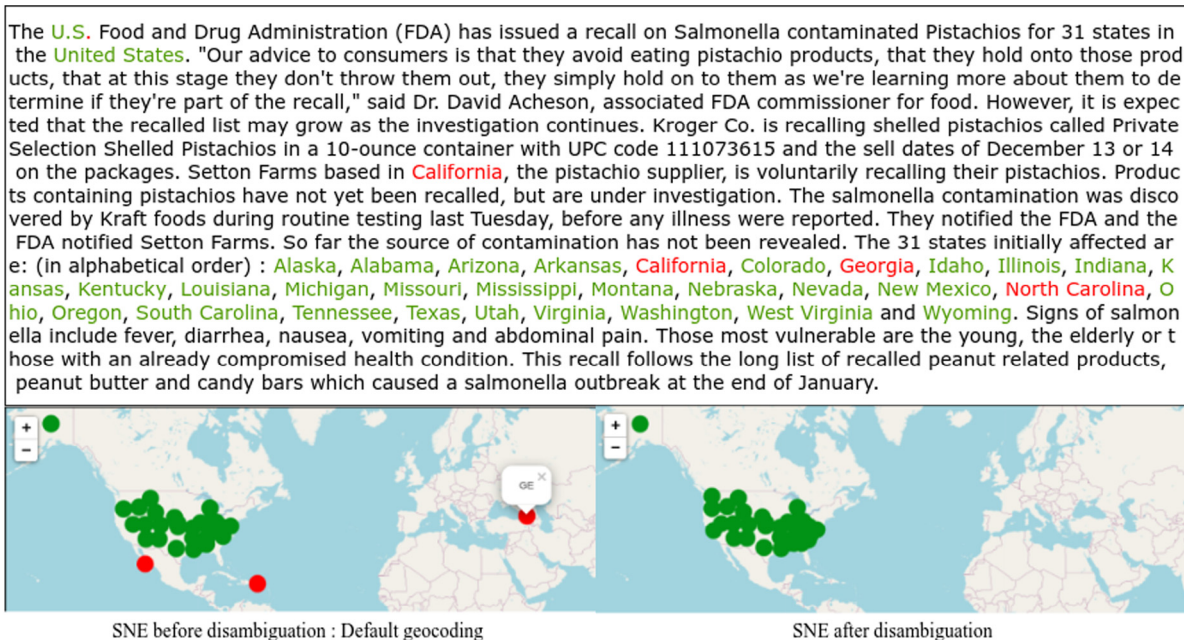 The U.S. Food and Drug Administration (FDA) has issued a recall on Salmonella contaminated Pistachios for 31 states in
the United States. "Our advice to consumers is that they avoid eating pistachio products, that they hold onto those prod
ucts, that at this stage they don't throw them out, they simply hold on to them as we're learning more about them to de
termine if they're part of the recall," said Dr. David Acheson, associated FDA commissioner for food. However, it is expec
ted that the recalled list may grow as the investigation continues. Kroger Co. is recalling shelled pistachios called Private
Selection Shelled Pistachios in a 10-ounce container with UPC code 111073615 and the sell dates of December 13 or 14
on the packages. Setton Farms based in California, the pistachio supplier, is voluntarily recalling their pistachios. Produc
ts containing pistachios have not yet been recalled, but are under investigation. The salmonella contamination was disco
vered by Kraft foods during routine testing last Tuesday, before any illness were reported. They notified the FDA and the
FDA notified Setton Farms. So far the source of contamination has not been revealed. The 31 states initially affected ar
e: (in alphabetical order) : Alaska, Alabama, Arizona, Arkansas, California, Colorado, Georgia, Idaho, Illinois, Indiana, K
ansas, Kentucky, Louisiana, Michigan, Missouri, Mississippi, Montana, Nebraska, Nevada, New Mexico, North Carolina, O
hio, Oregon, South Carolina, Tennessee, Texas, Utah, Virginia, Washington, West Virginia and Wyoming. Signs of salmon
ella include fever, diarrhea, nausea, vomiting and abdominal pain. Those most vulnerable are the young, the elderly or t
hose with an already compromised health condition. This recall follows the long list of recalled peanut related products,
peanut butter and candy bars which caused a salmonella outbreak at the end of January.
+
−
GE ×
+
−
SNE before disambiguation : Default geocoding
SNE after disambiguation